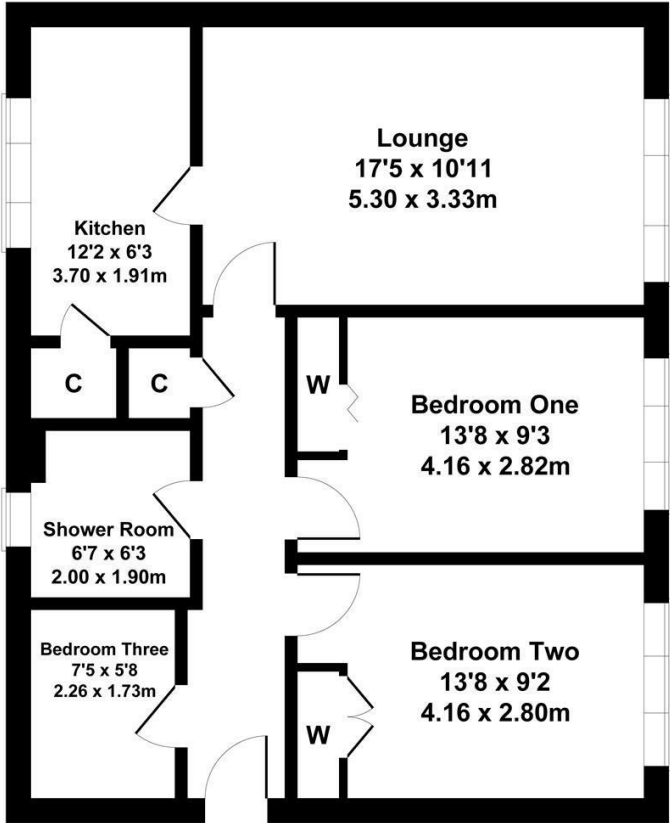 Lounge
17'5 x 10'11
5.30 x 3.33m
Kitchen
12'2 x 6'3
3.70 x 1.91m
C
C
W
Bedroom One
13'8 x 9'3
4.16 x 2.82m
Shower Room
6'7 x 6'3
2.00 x 1.90m
Bedroom Three
7'5 x 5'8
2.26 x 1.73m
Bedroom Two
13'8 x 9'2
4.16 x 2.80m
W